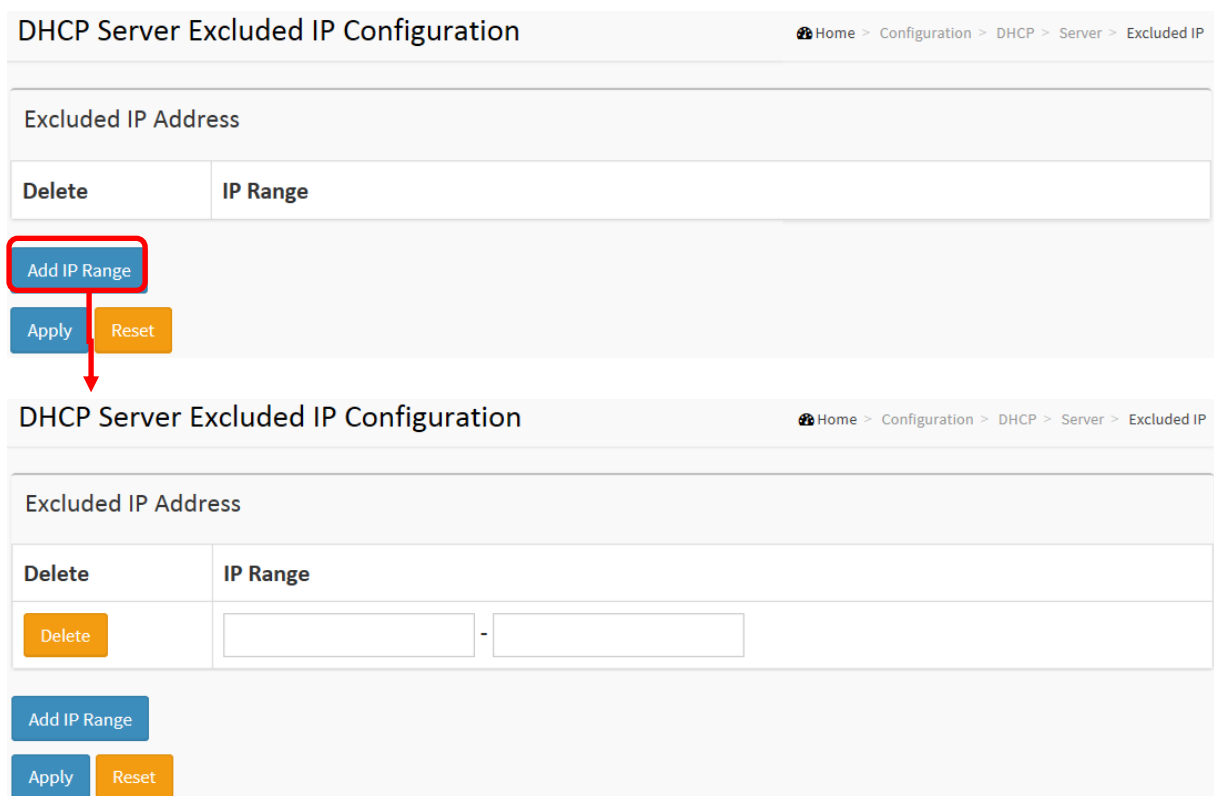 DHCP Server Excluded IP Configuration
Home > Configuration > DHCP > Server > Excluded IP
Excluded IP Address
Delete IP Range
Add IP Range
Apply Reset
DHCP Server Excluded IP Configuration
Home > Configuration > DHCP > Server > Excluded IP
Excluded IP Address
Delete IP Range
Delete -
Add IP Range
Apply Reset